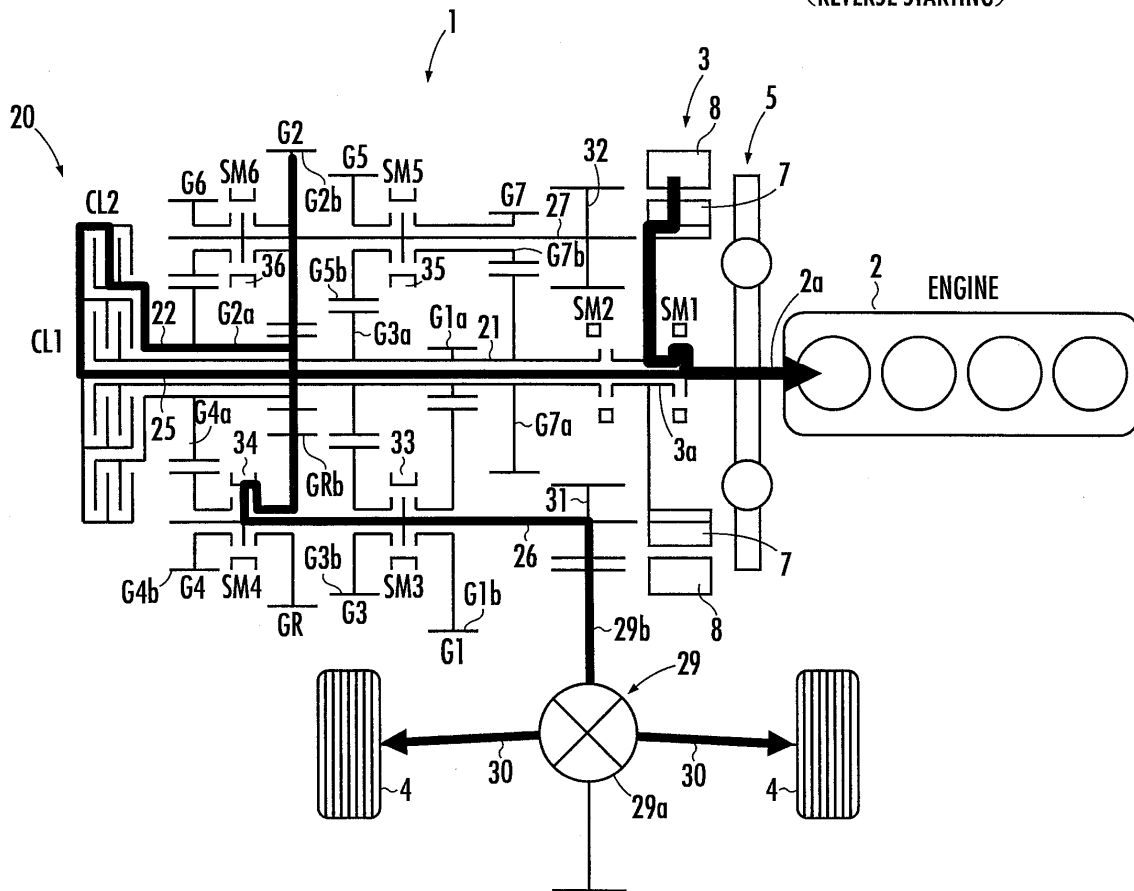 (REVERSE STARTING)
1
3
8
5
20
G2
G5
SM5
32
7
SM6
G6
G2b
G7
27
CL2
G7b
36
G5b
35
2
ENGINE
22
G2a
SM2
SM1
2a
G1a
21
G3a
CL1
25
G4a
34
33
G7a
3a
GRb
31
26
7
G3b
G4b
G4
SM4
G3
SM3
G1b
8
GR
G1
29b
29
30
30
4
29a
4